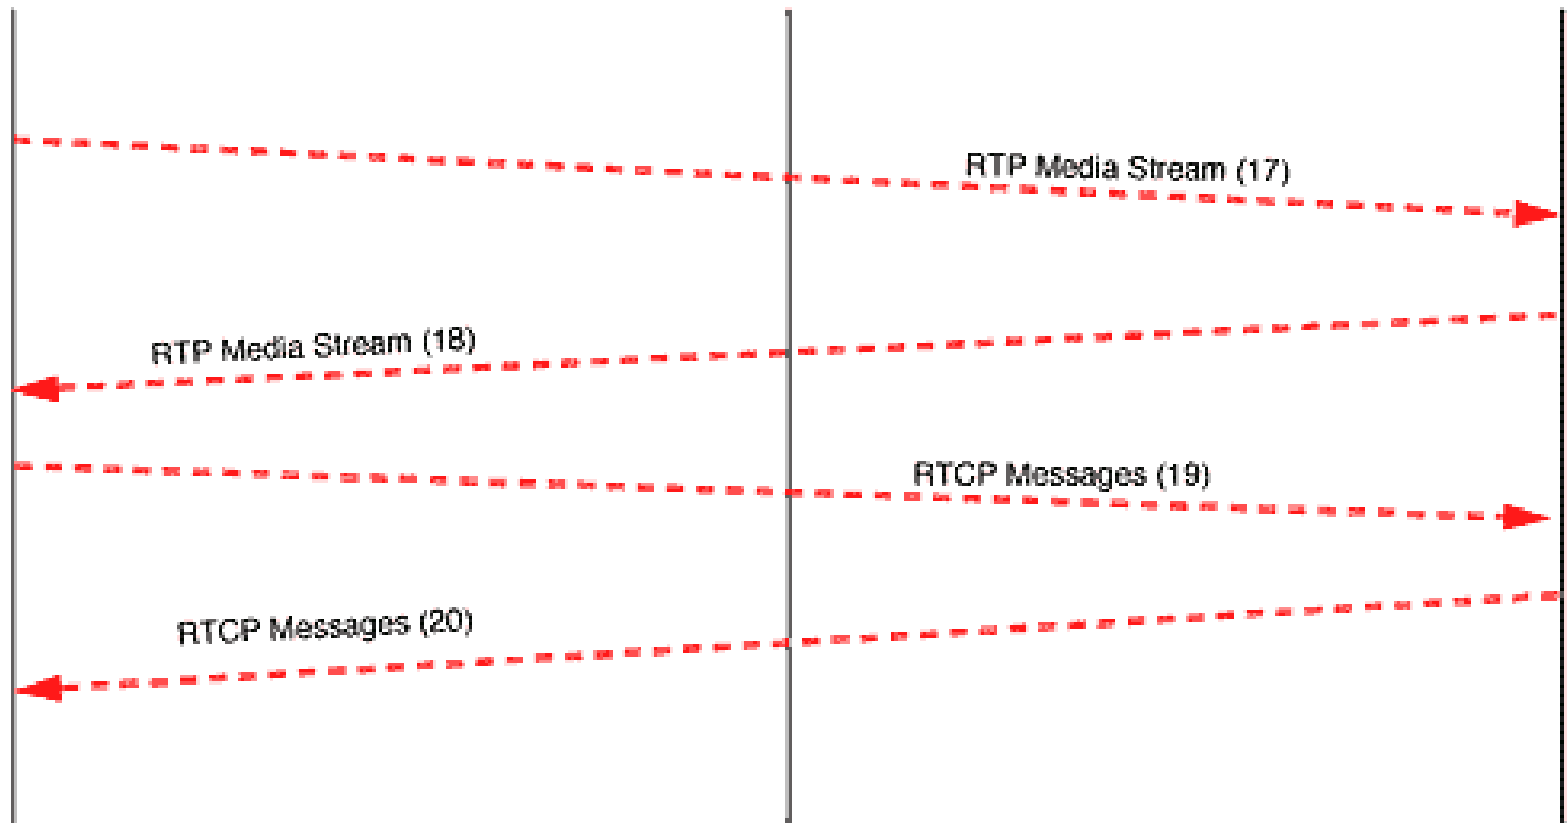 RTP Media Stream (17)
RTP Media Stream (18)
RTCP Messages (19)
RTCP Messages (20)